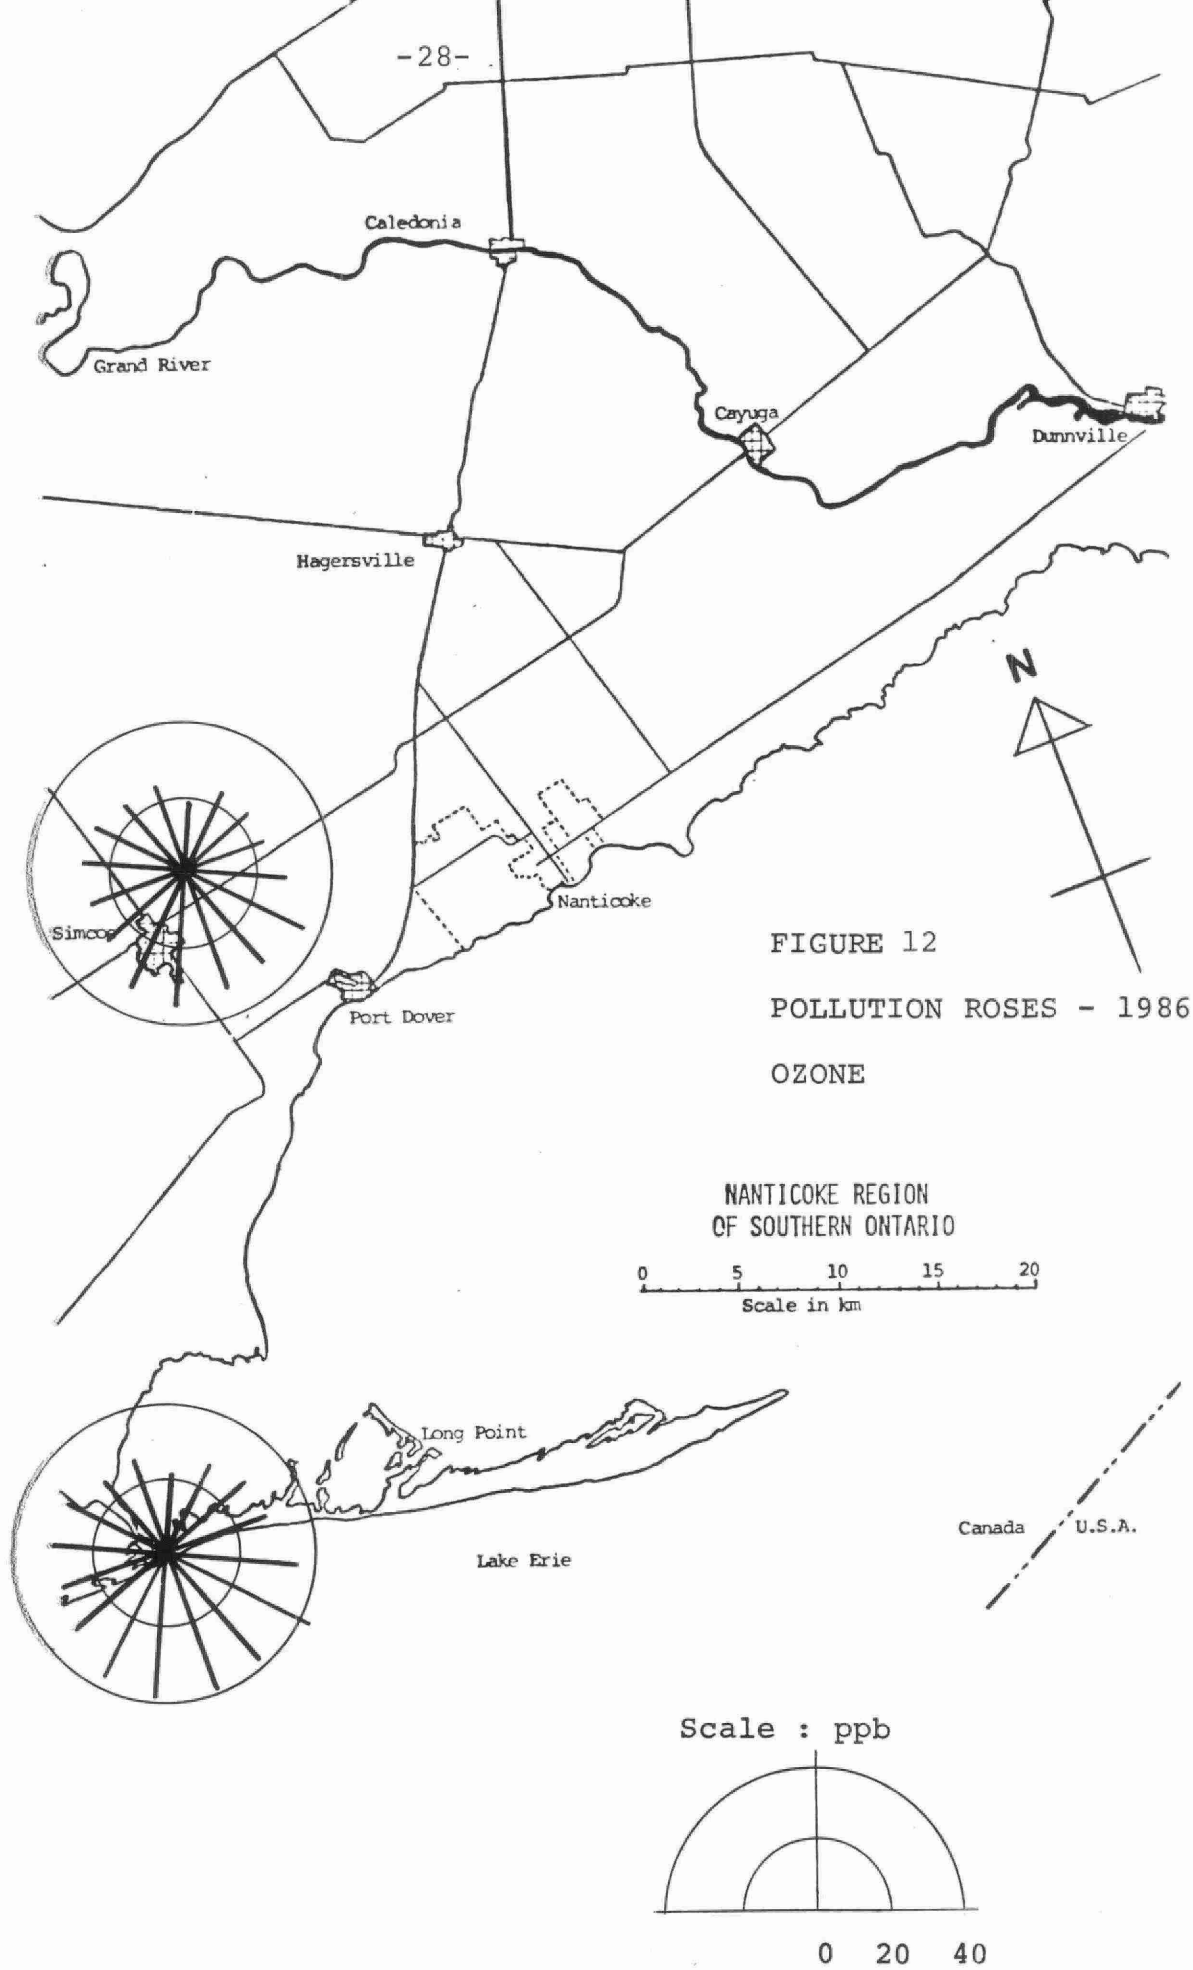 -28-
Caledonia
Grand River
Cayuga
Dunnville
Hagersville
N
Simcoe
Nanticoke
Port Dover
FIGURE 12
POLLUTION ROSES - 1986
OZONE
NANTICOKE REGION
OF SOUTHERN ONTARIO
0 5 10 15 20
Scale in km
Long Point
Canada U.S.A.
Lake Erie
Scale : ppb
0 20 40